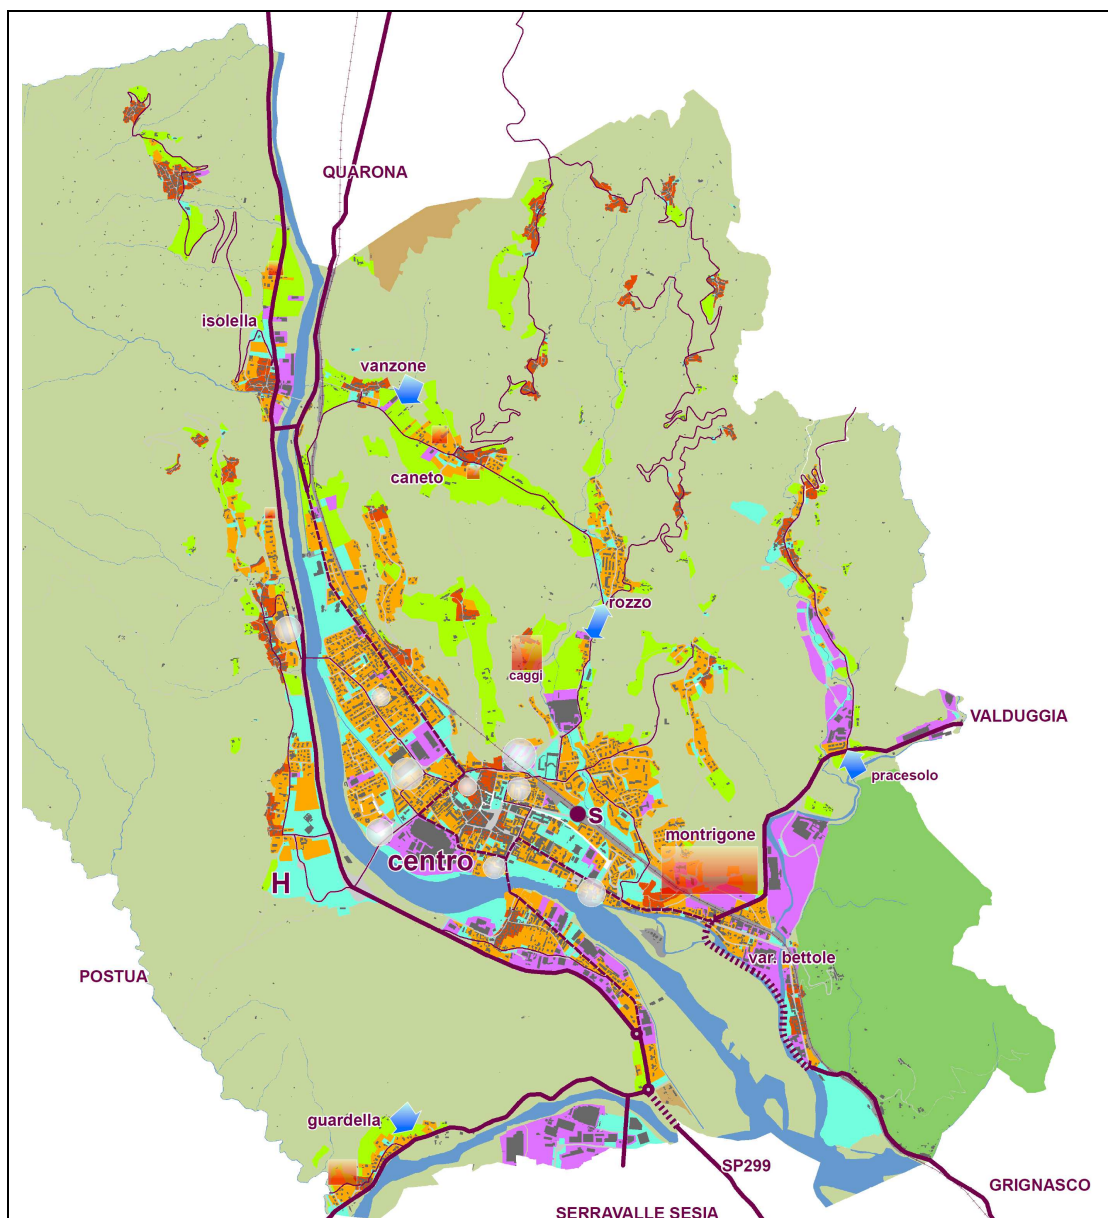 QUARONA
isolella
vanzone
caneto
rozzo
caggi
VALDUGGIA
pracesolo
S
montrigone
centro
H
var. bettole
POSTUA
guardella
SP299
GRIGNASCO
SERRAVALLE SESIA